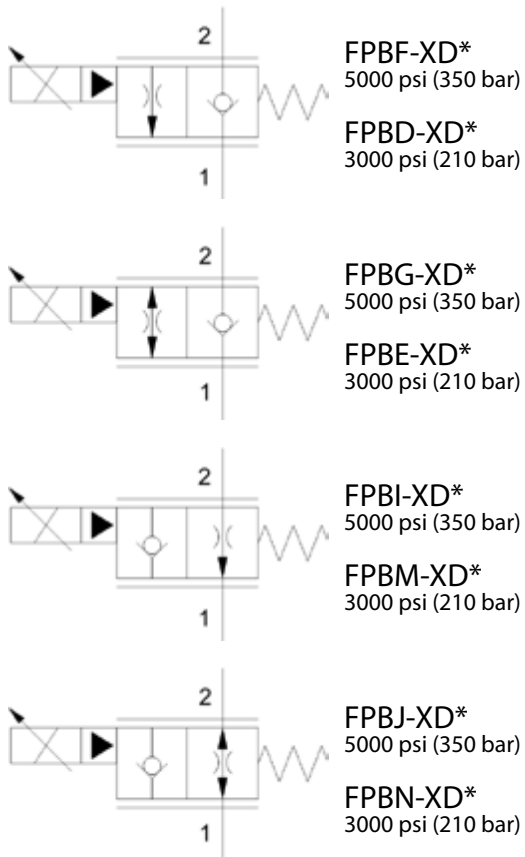 2
FPBF-XD*
5000 psi (350 bar)
FPBD-XD*
3000 psi (210 bar)
1
2
FPBG-XD*
5000 psi (350 bar)
FPBE-XD*
3000 psi (210 bar)
1
2
FPBI-XD*
5000 psi (350 bar)
FPBM-XD*
3000 psi (210 bar)
1
2
FPBJ-XD*
5000 psi (350 bar)
FPBN-XD*
3000 psi (210 bar)
1